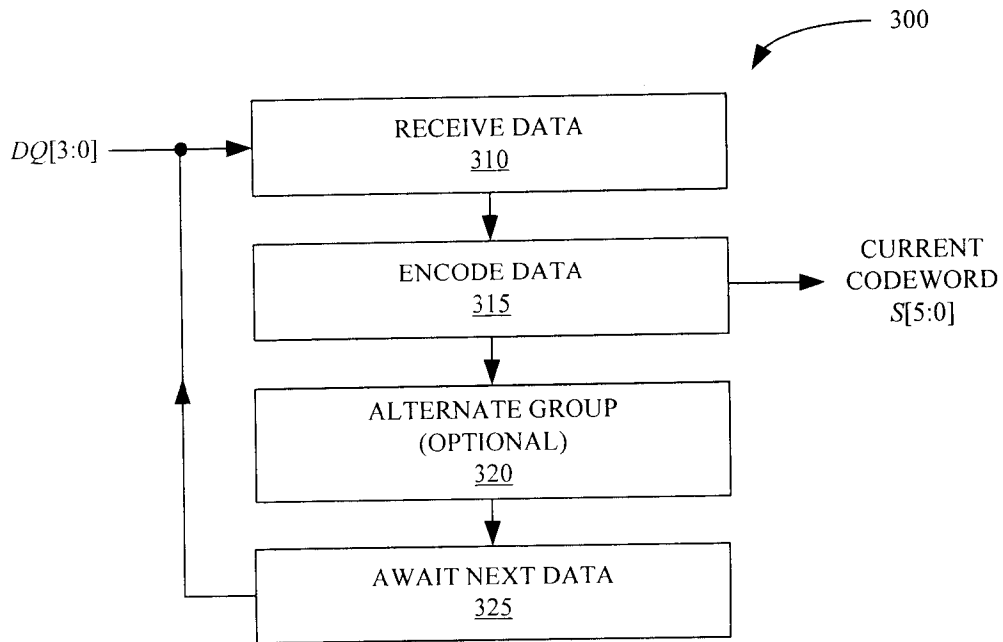 300
RECEIVE DATA
310
DQ[3:0]
ENCODE DATA
315
CURRENT
CODEWORD
S[5:0]
ALTERNATE GROUP
(OPTIONAL)
320
AWAIT NEXT DATA
325